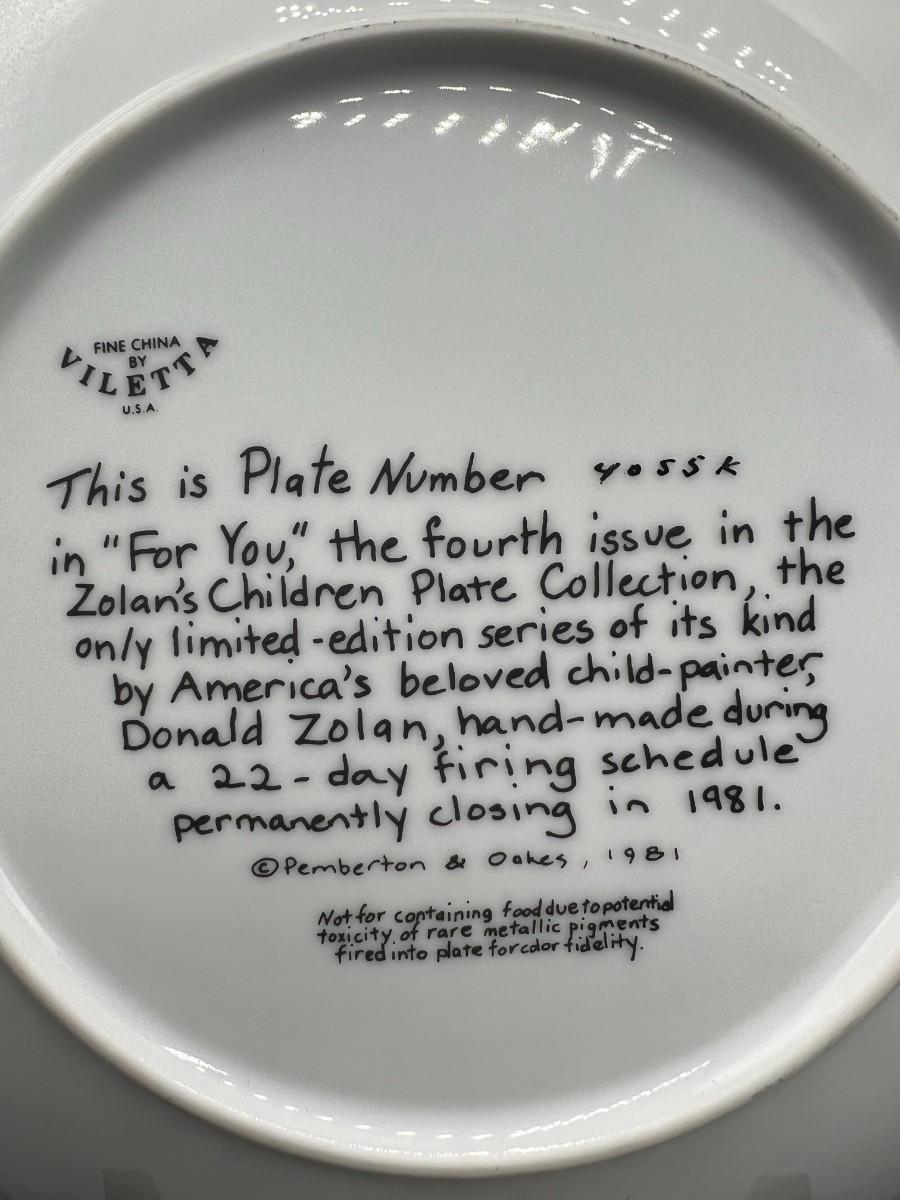 FINE CHINA
BY
VILETTA
U.S.A.
This is Plate Number 4055K
in "For You," the fourth issue in the
Zolan's Children Plate Collection, the
only limited-edition series of its kind
by America's beloved child-painter,
Donald Zolan, hand-made during
a 22-day firing schedule
permanently closing in 1981.
©Pemberton & Oakes, 1981
Not for containing food due to potential
toxicity of rare metallic pigments
fired into plate for color fidelity.